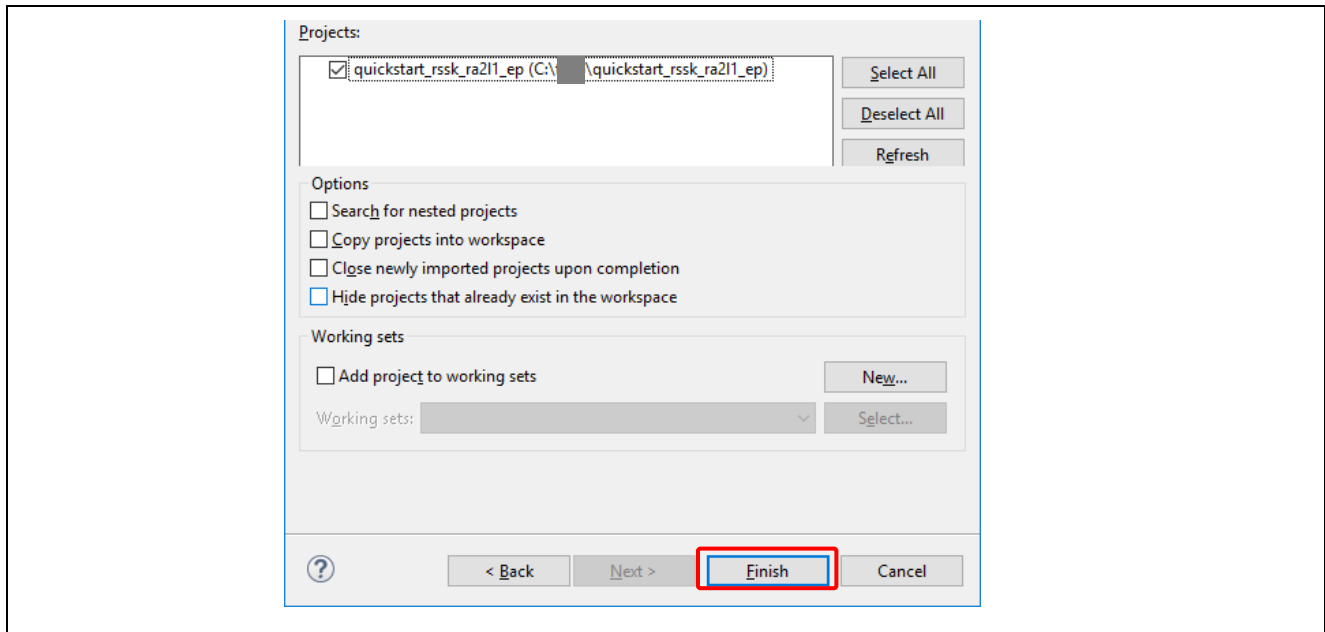 Projects:
quickstart_rssk_ra2l1_ep (C:\ \quickstart_rssk_ra2l1_ep)
Select All
Deselect All
Refresh
Options
Search for nested projects
Copy projects into workspace
Close newly imported projects upon completion
Hide projects that already exist in the workspace
Working sets
Add project to working sets
New...
Working sets:
Select...
?
< Back
Next >
Finish
Cancel